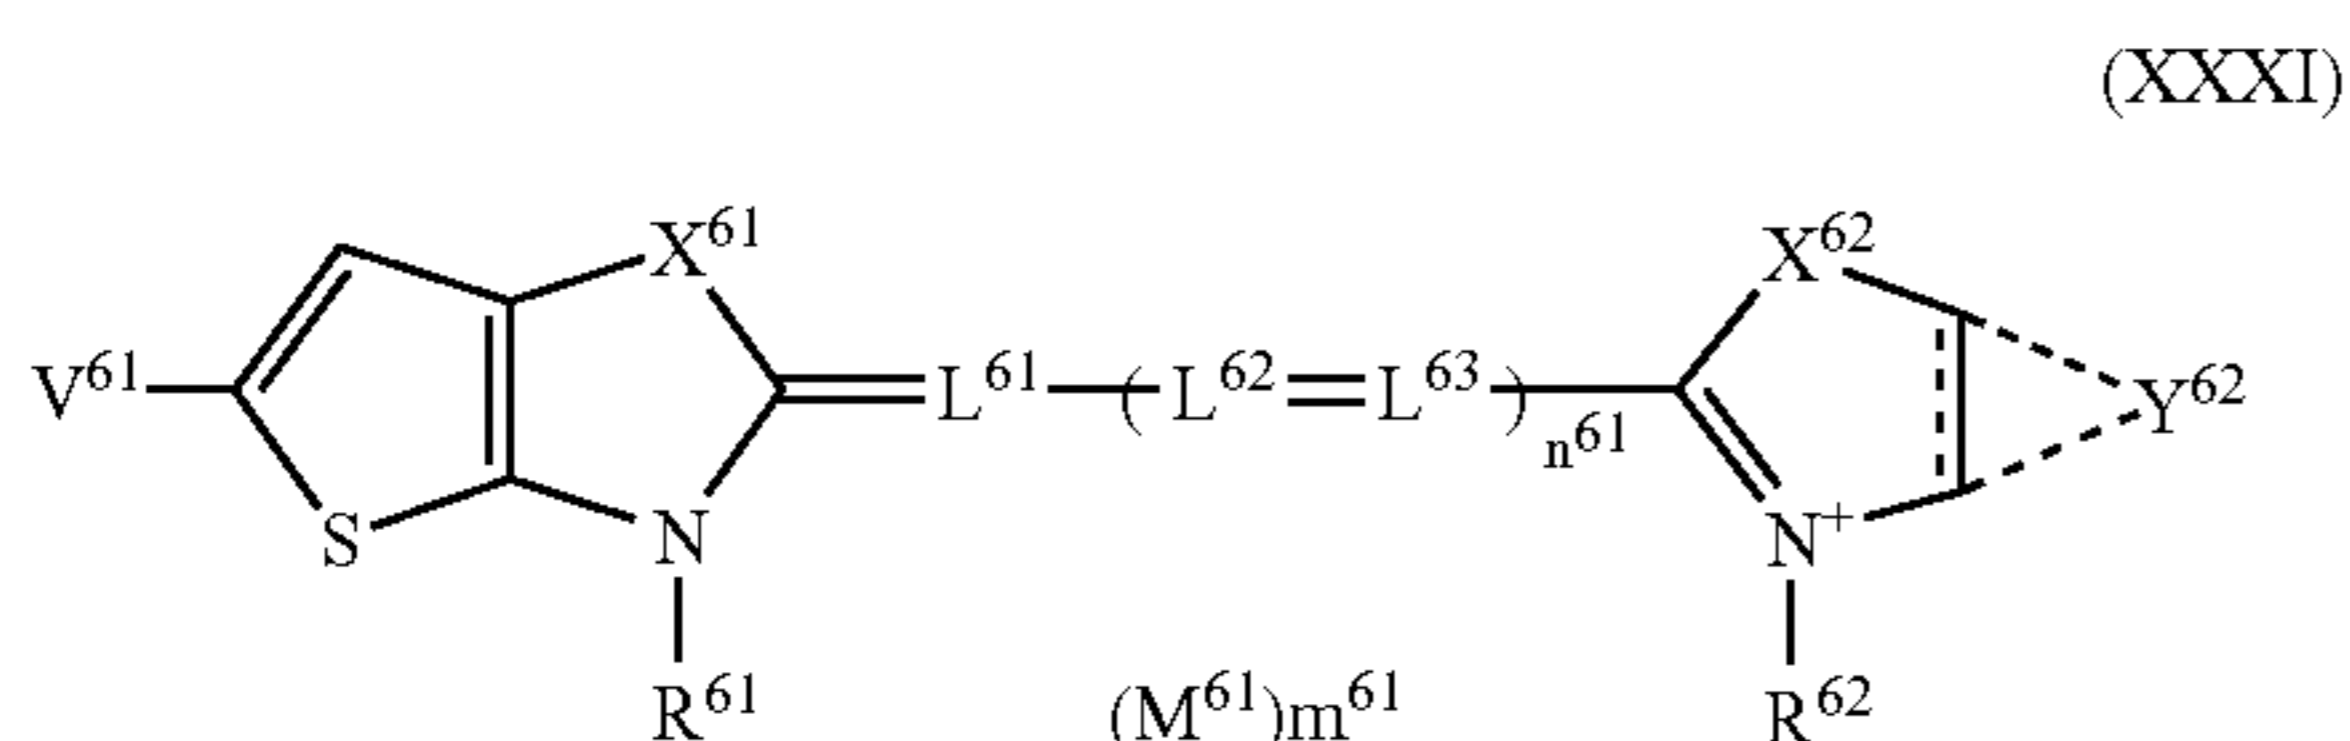 (XXXI)
X⁶¹ X⁶²
V⁶¹ L⁶¹ ( L⁶² L⁶³ )n⁶¹ Y⁶²
S N N⁺
R⁶¹ (M⁶¹)m⁶¹ R⁶²